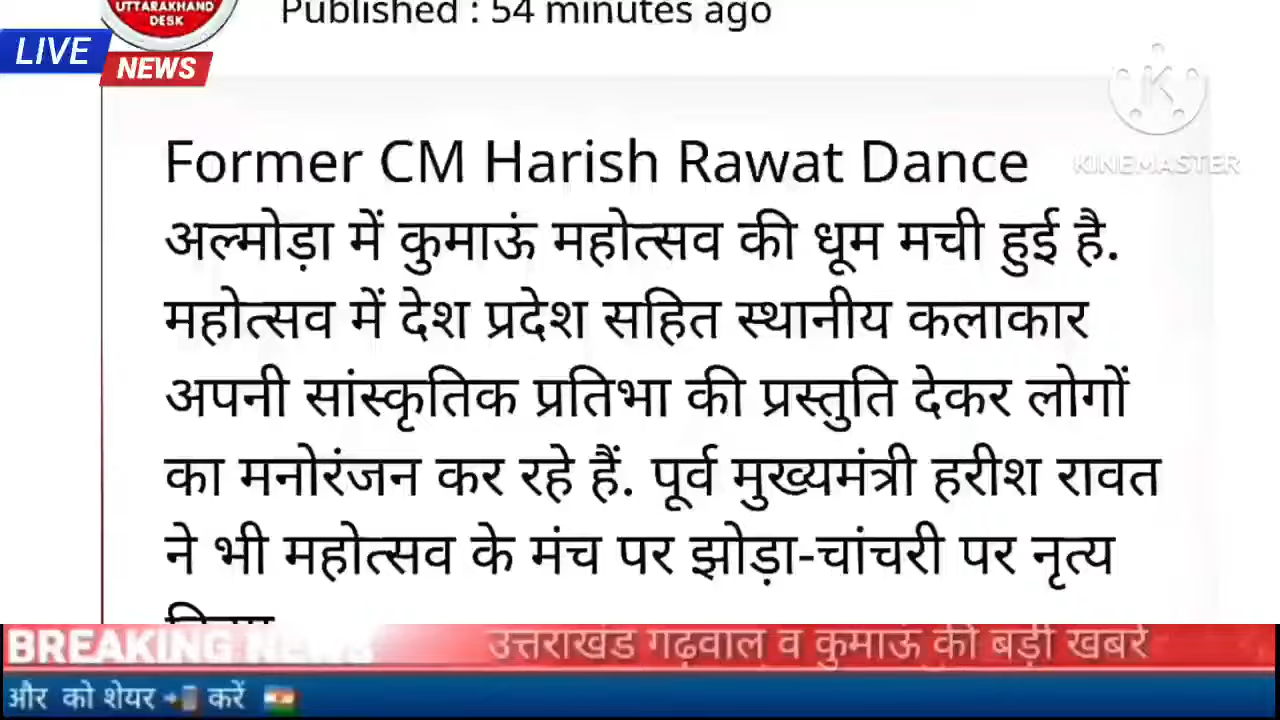 UTTARAKHAND
DESK
Published : 54 minutes ago
LIVE
NEWS
KINEMASTER
Former CM Harish Rawat Dance
अल्मोड़ा में कुमाऊं महोत्सव की धूम मची हुई है.
महोत्सव में देश प्रदेश सहित स्थानीय कलाकार
अपनी सांस्कृतिक प्रतिभा की प्रस्तुति देकर लोगों
का मनोरंजन कर रहे हैं. पूर्व मुख्यमंत्री हरीश रावत
ने भी महोत्सव के मंच पर झोड़ा-चांचरी पर नृत्य
BREAKING NEWS
उत्तराखंड गढ़वाल व कुमाऊं की बड़ी खबरें
और को शेयर करें